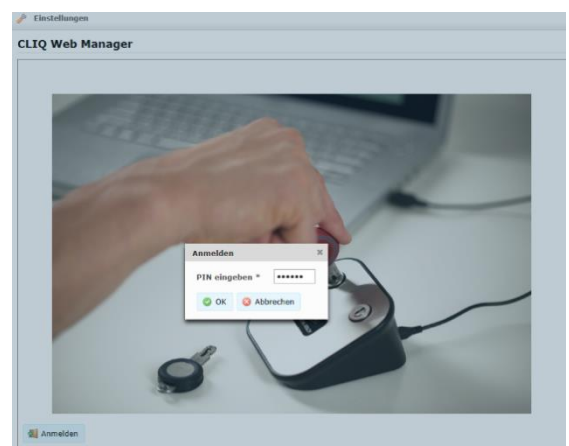 Einstellungen
CLIQ Web Manager
Anmelden
PIN eingeben * ••••••
OK Abbrechen
Anmelden